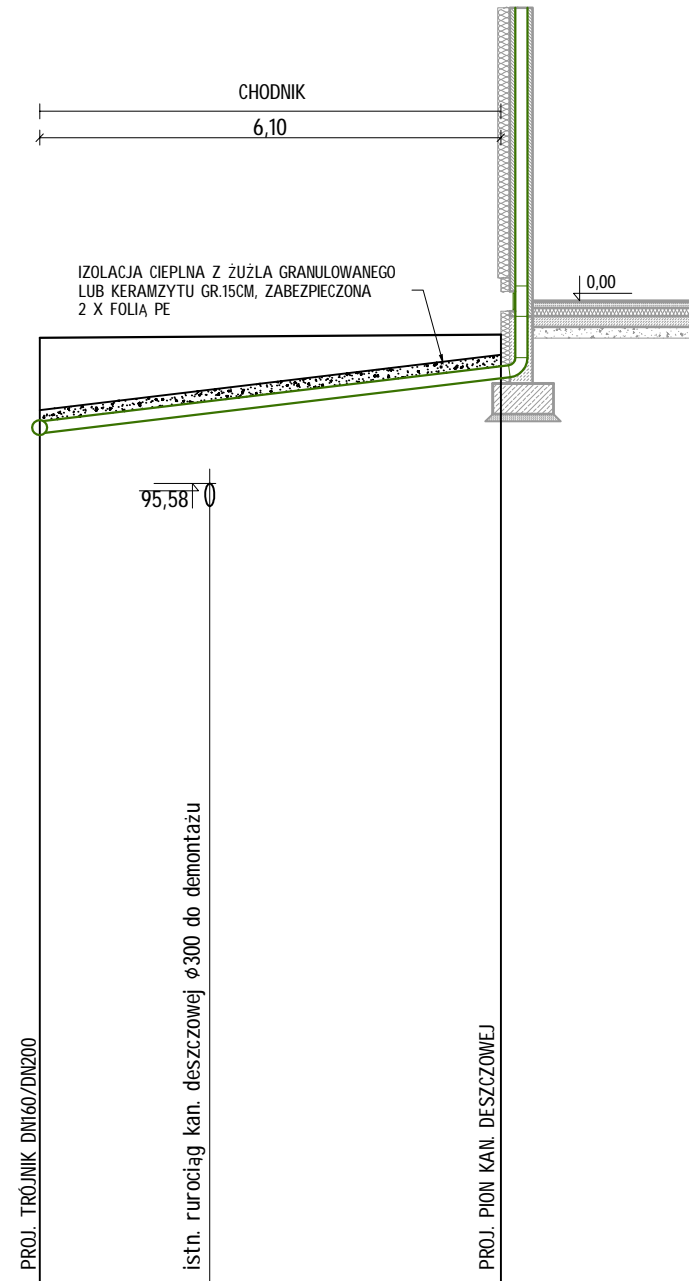 CHODNIK
6,10
IZOLACJA CIEPLNA Z ŻUŻLA GRANULOWANEGO
LUB KERAMZYTU GR.15CM, ZABEZPIECZONA
2 X FOLIĄ PE
0,00
95,58
PROJ. TRÓJNIK DN160/DN200
istn. rurociąg kan. deszczowej ϕ300 do demontażu
PROJ. PION KAN. DESZCZOWEJ